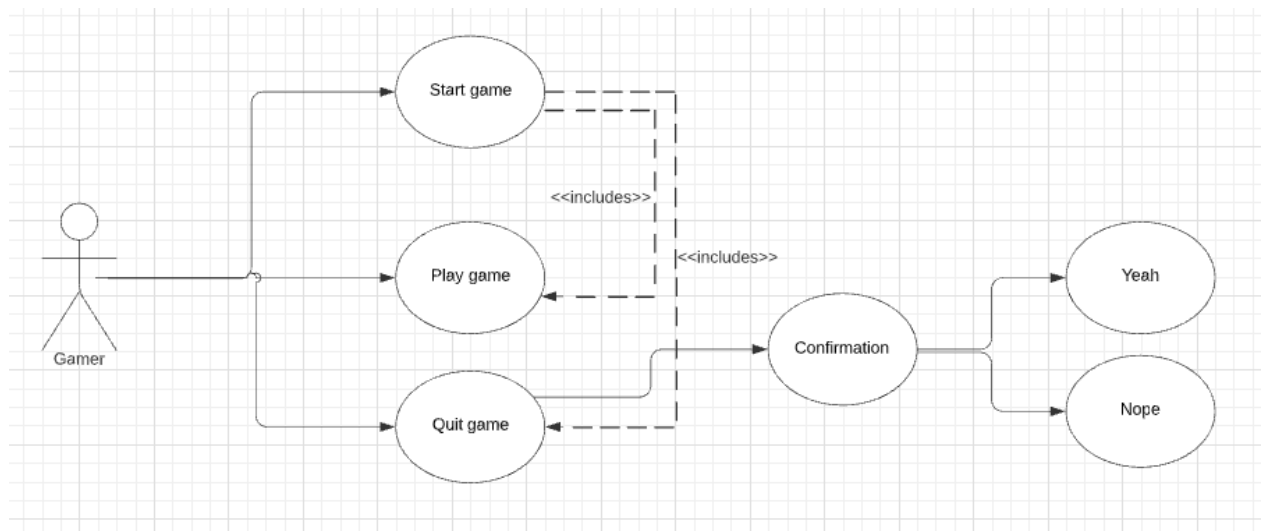 Start game
<<includes>>
<<includes>>
Play game
Yeah
Confirmation
Gamer
Quit game
Nope